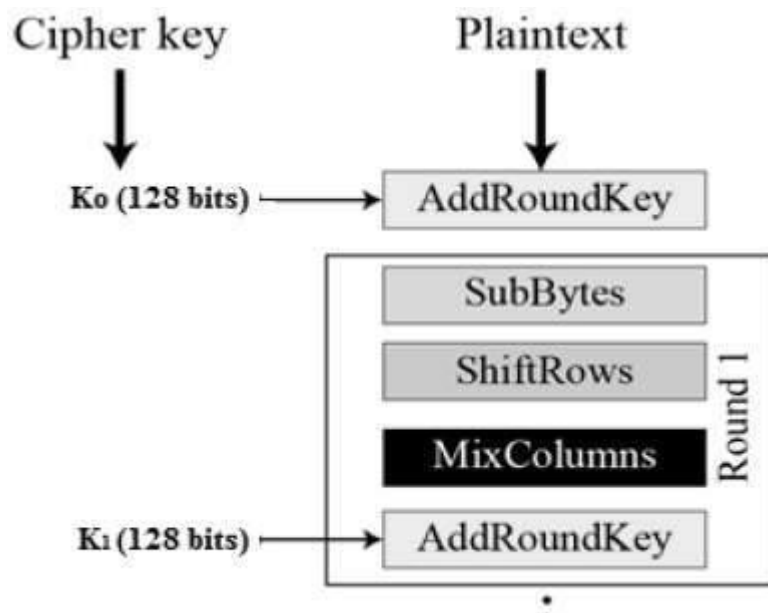 Cipher key
Plaintext
K0 (128 bits)
AddRoundKey
SubBytes
ShiftRows
MixColumns
Round 1
K1 (128 bits)
AddRoundKey